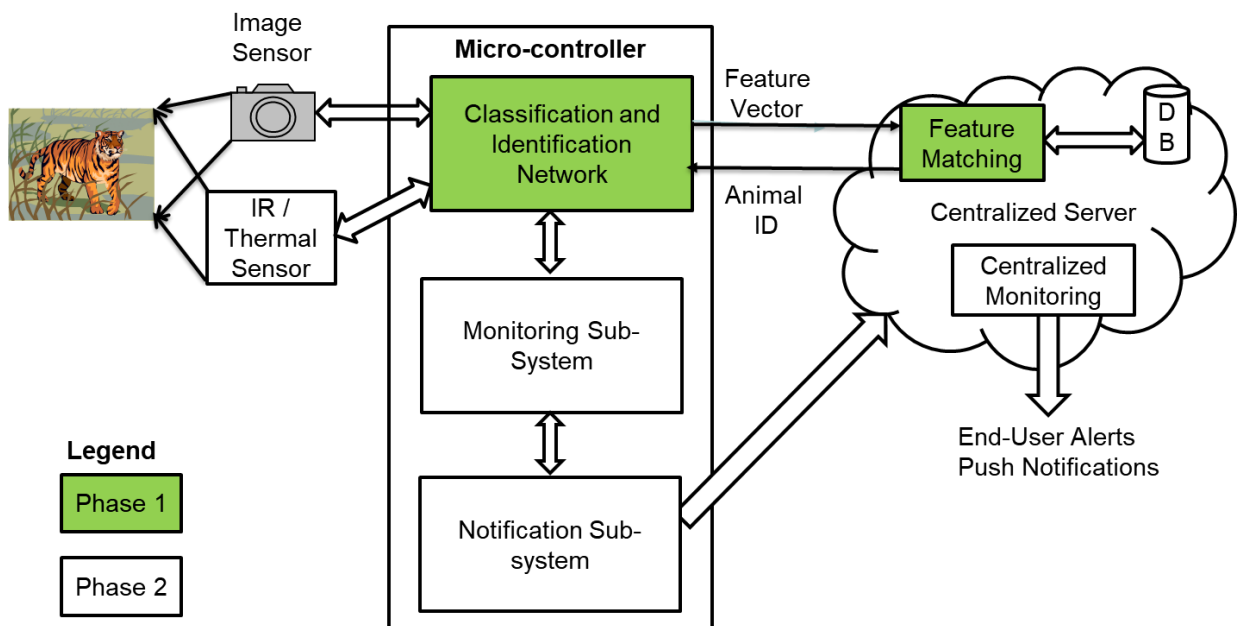 Image
Sensor
IR /
Thermal
Sensor
Micro-controller
Classification and
Identification
Network
Monitoring Sub-
System
Notification Sub-
system
Feature
Vector
Animal
ID
Feature
Matching
D
B
Centralized Server
Centralized
Monitoring
End-User Alerts
Push Notifications
Legend
Phase 1
Phase 2